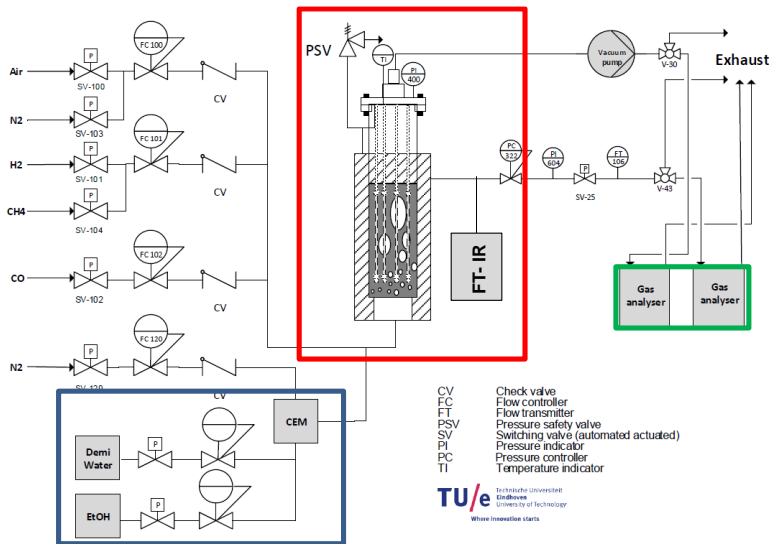 PSV
TI
PI
400
Vacuum
pump
V-30
Exhaust
Air
P
SV-100
FC 100
CV
N2
P
SV-103
H2
P
SV-101
FC 101
CV
CH4
P
SV-104
PC
322
PI
604
P
SV-25
FT
106
V-43
FT- IR
Gas
analyser
Gas
analyser
CO
P
SV-102
FC 102
CV
N2
P
SV-120
FC 120
CV
CEM
Demi
Water
P
EtOH
P
CV Check valve
FC Flow controller
FT Flow transmitter
PSV Pressure safety valve
SV Switching valve (automated actuated)
PI Pressure indicator
PC Pressure controller
TI Temperature indicator
TU/e Technische Universiteit
Eindhoven
University of Technology
Where innovation starts